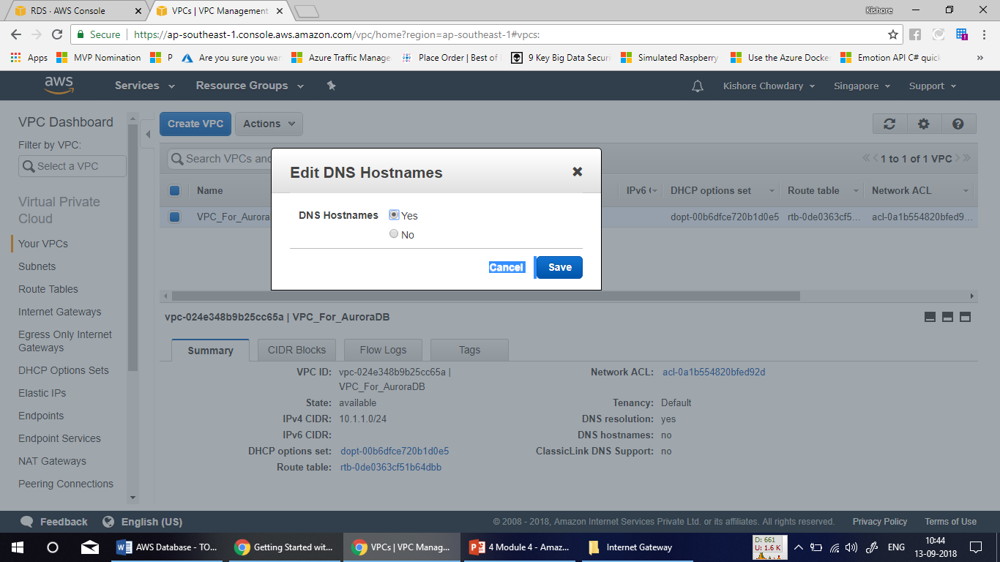 RDS · AWS Console
VPCs | VPC Management
Kishore
Secure
https://ap-southeast-1.console.aws.amazon.com/vpc/home?region=ap-southeast-1#vpcs:
Apps
MVP Nomination
P
Are you sure you wan
Azure Traffic Manage
Place Order | Best of
9 Key Big Data Securi
Simulated Raspberry
Use the Azure Docke
Emotion API C# quick
»
aws
Services
Resource Groups
Kishore Chowdary
Singapore
Support
VPC Dashboard
Filter by VPC:
Select a VPC
Virtual Private
Cloud
Your VPCs
Subnets
Route Tables
Internet Gateways
Egress Only Internet
Gateways
DHCP Options Sets
Elastic IPs
Endpoints
Endpoint Services
NAT Gateways
Peering Connections
Create VPC
Actions
Search VPCs and
1 to 1 of 1 VPC
Name
IPv6 (
DHCP options set
Route table
Network ACL
VPC_For_Aurora
dopt-00b6dfce720b1d0e5
rtb-0de0363cf5...
acl-0a1b554820bfed9...
Edit DNS Hostnames
DNS Hostnames
Yes
No
Cancel
Save
vpc-024e348b9b25cc65a | VPC_For_AuroraDB
Summary
CIDR Blocks
Flow Logs
Tags
VPC ID: vpc-024e348b9b25cc65a |
VPC_For_AuroraDB
State: available
IPv4 CIDR: 10.1.1.0/24
IPv6 CIDR:
DHCP options set: dopt-00b6dfce720b1d0e5
Route table: rtb-0de0363cf51b64dbb
Network ACL: acl-0a1b554820bfed92d
Tenancy: Default
DNS resolution: yes
DNS hostnames: no
ClassicLink DNS Support: no
Feedback
English (US)
© 2008 - 2018, Amazon Internet Services Private Ltd. or its affiliates. All rights reserved.
Privacy Policy
Terms of Use
AWS Database - TO...
Getting Started wit...
VPCs | VPC Manag...
4 Module 4 - Amaz...
Internet Gateway
D: 661
U: 1.6 K
ENG
10:44
13-09-2018